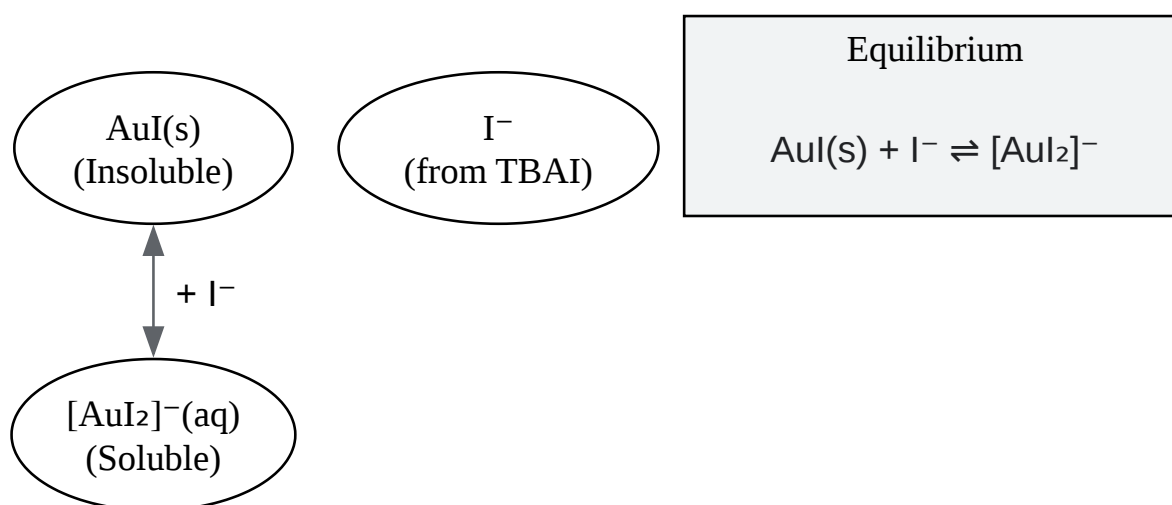 AuI(s)
(Insoluble)
I⁻
(from TBAI)
Equilibrium
AuI(s) + I⁻ ⇌ [AuI₂]⁻
+ I⁻
[AuI₂]⁻(aq)
(Soluble)